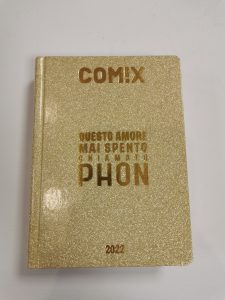 COM!X
QUESTO AMORE
MAI SPENTO
CHIAMATO
PHON
2022